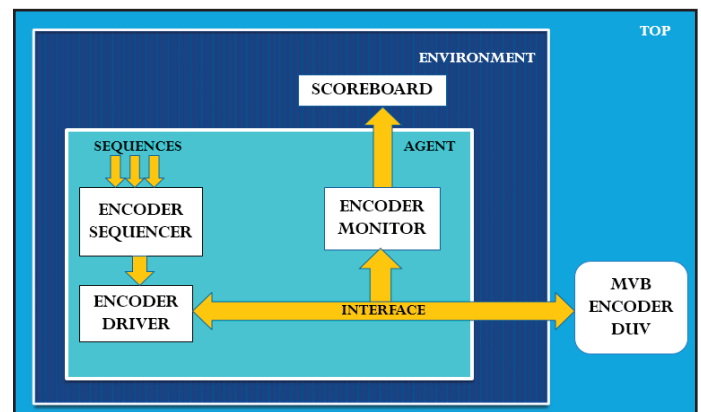 TOP
ENVIRONMENT
SCOREBOARD
SEQUENCES
AGENT
ENCODER
SEQUENCER
ENCODER
MONITOR
ENCODER
DRIVER
INTERFACE
MVB
ENCODER
DUV